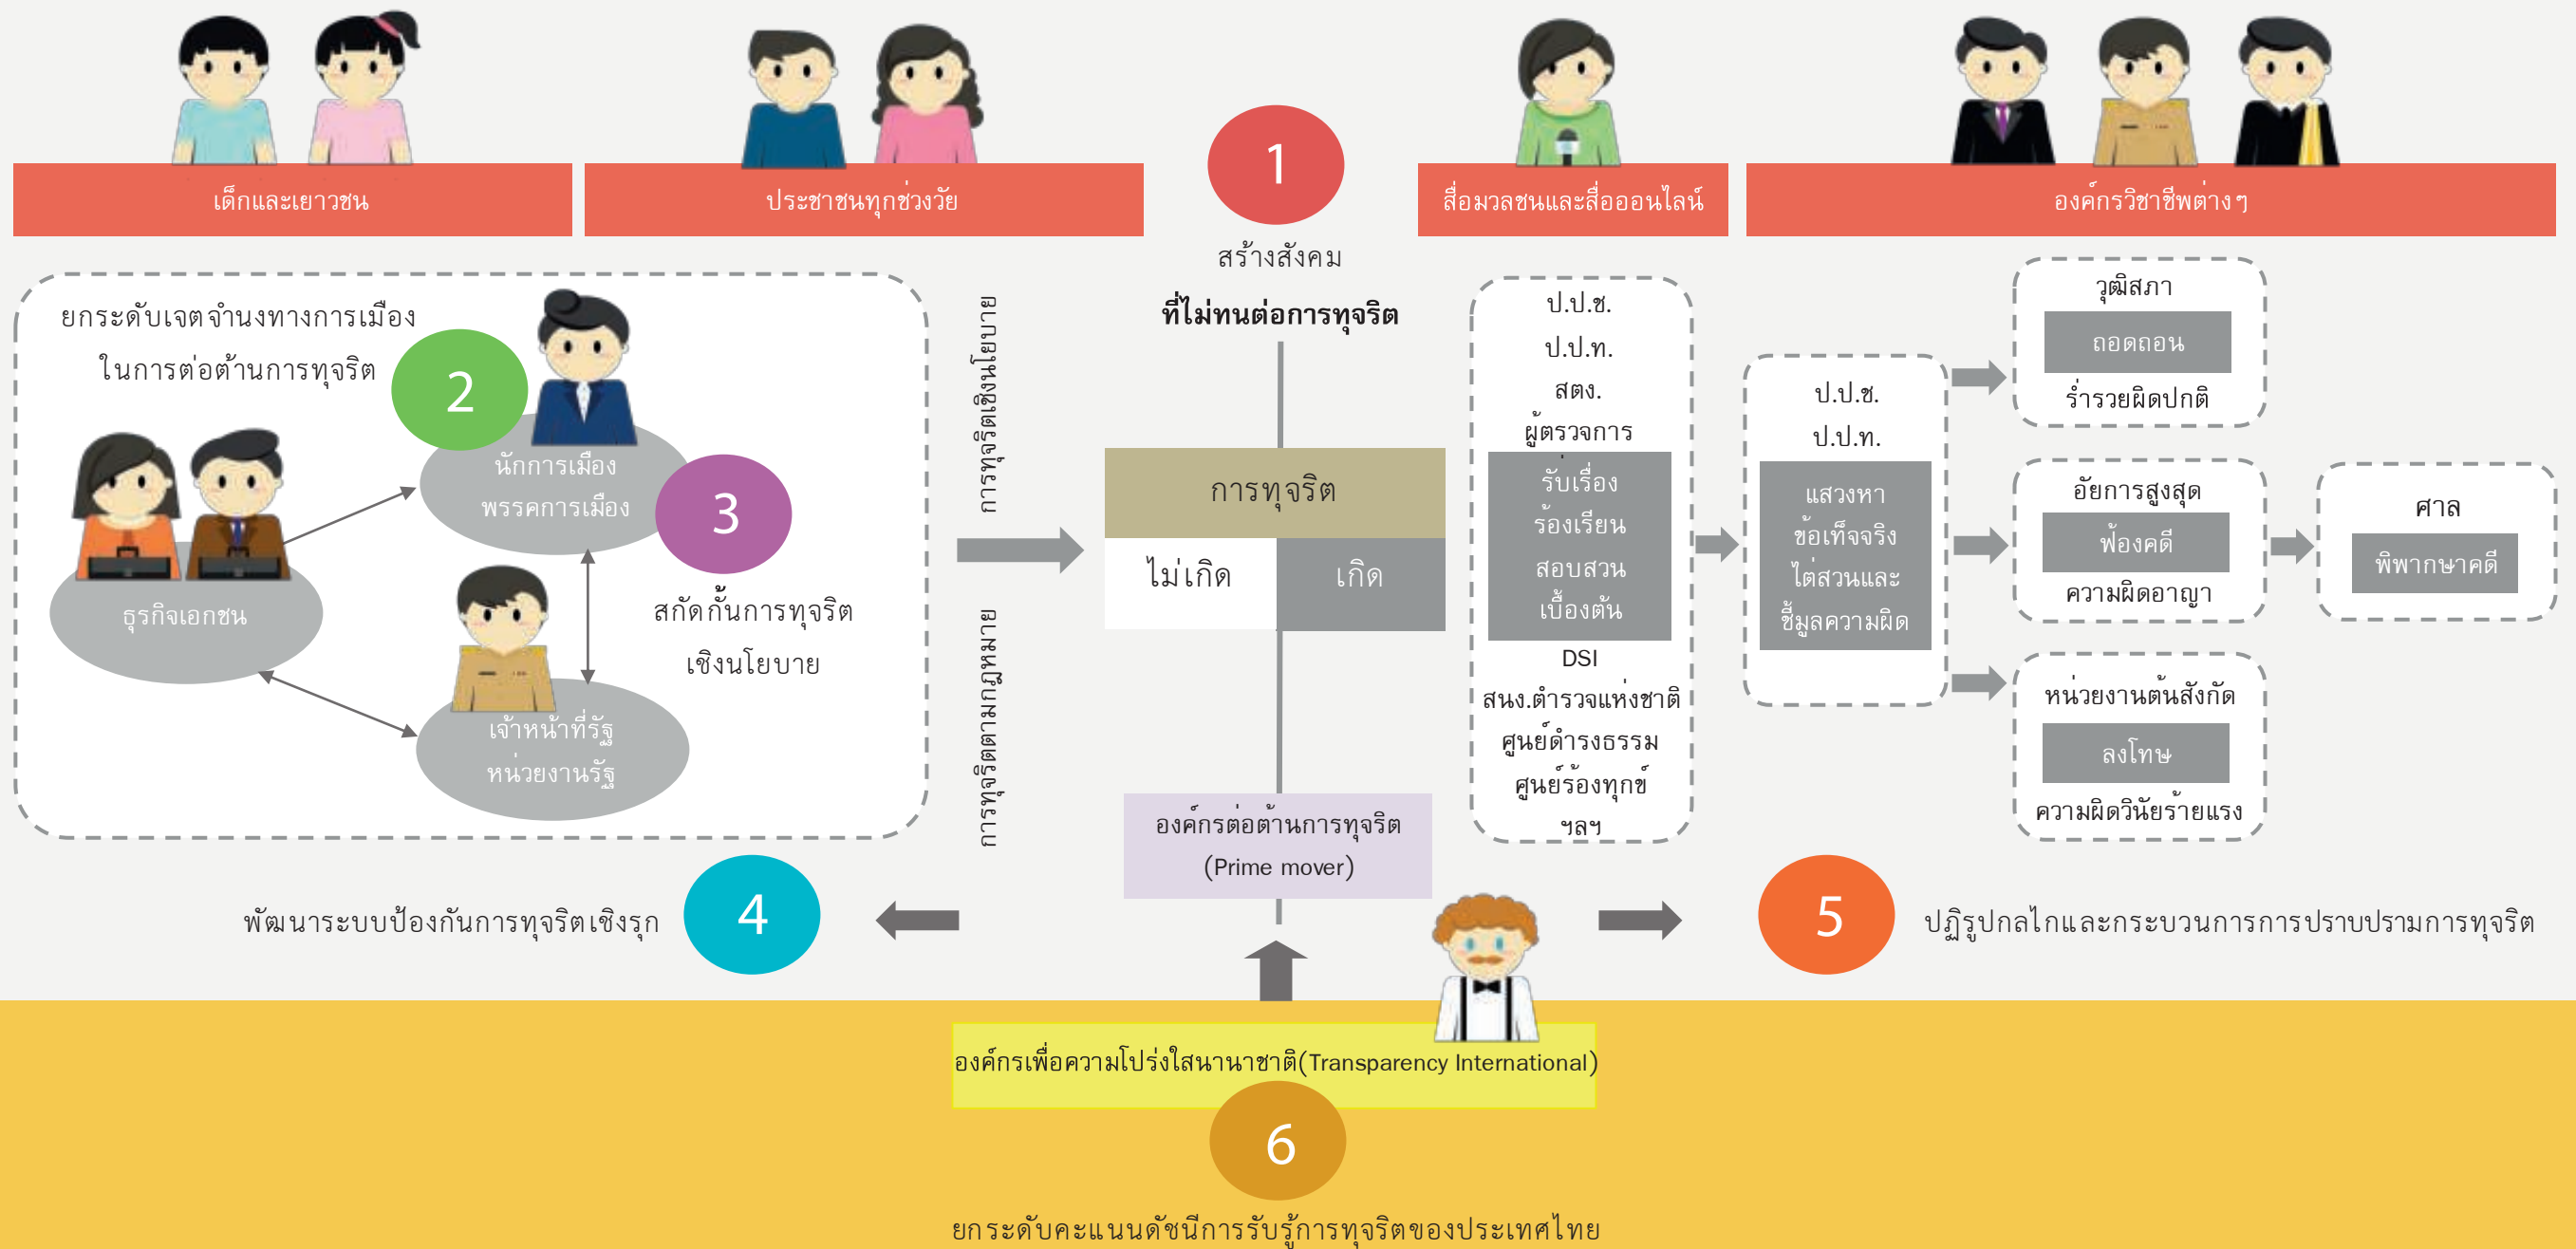 เด็กและเยาวชน
ประชาชนทุกช่วงวัย
1
สื่อมวลชนและสื่อออนไลน์
องค์กรวิชาชีพต่างๆ
สร้างสังคม
ที่ไม่ทนต่อการทุจริต
ยกระดับเจตจำนงทางการเมือง
ในการต่อต้านการทุจริต
2
นักการเมือง
พรรคการเมือง
3
ธุรกิจเอกชน
สกัดกั้นการทุจริต
เชิงนโยบาย
เจ้าหน้าที่รัฐ
หน่วยงานรัฐ
การทุจริตเชิงนโยบาย
การทุจริตตามกฎหมาย
การทุจริต
ไม่เกิด
เกิด
องค์กรต่อต้านการทุจริต
(Prime mover)
ป.ป.ช.
ป.ป.ท.
สตง.
ผู้ตรวจการ
รับเรื่อง
ร้องเรียน
สอบสวน
เบื้องต้น
DSI
สนง.ตำรวจแห่งชาติ
ศูนย์ดำรงธรรม
ศูนย์ร้องทุกข์
ฯลฯ
ป.ป.ช.
ป.ป.ท.
แสวงหา
ข้อเท็จจริง
ไต่สวนและ
ชี้มูลความผิด
วุฒิสภา
ถอดถอน
ร่ำรวยผิดปกติ
อัยการสูงสุด
ฟ้องคดี
ความผิดอาญา
ศาล
พิพากษาคดี
หน่วยงานต้นสังกัด
ลงโทษ
ความผิดวินัยร้ายแรง
พัฒนาระบบป้องกันการทุจริตเชิงรุก
4
5
ปฏิรูปกลไกและกระบวนการการปราบปรามการทุจริต
องค์กรเพื่อความโปร่งใสนานาชาติ(Transparency International)
6
ยกระดับคะแนนดัชนีการรับรู้การทุจริตของประเทศไทย